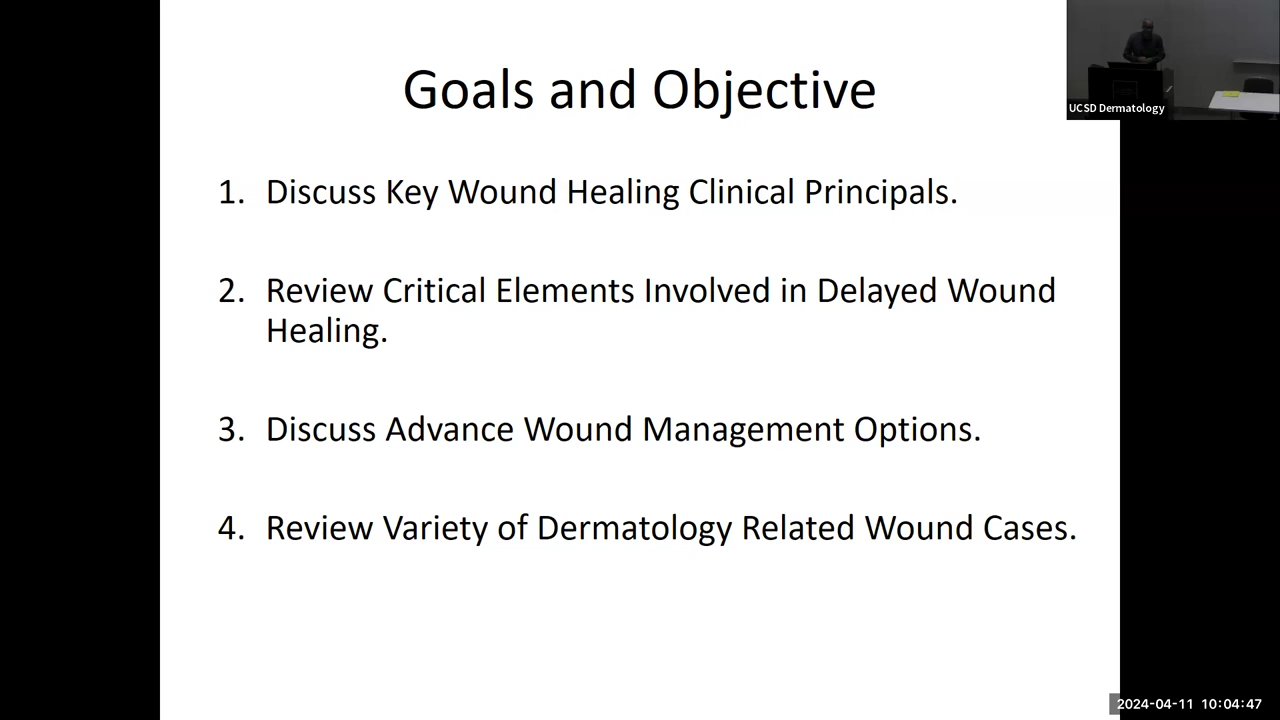 Goals and Objective
UCSD Dermatology
1. Discuss Key Wound Healing Clinical Principals.
2. Review Critical Elements Involved in Delayed Wound
Healing.
3. Discuss Advance Wound Management Options.
4. Review Variety of Dermatology Related Wound Cases.
2024-04-11 10:04:47